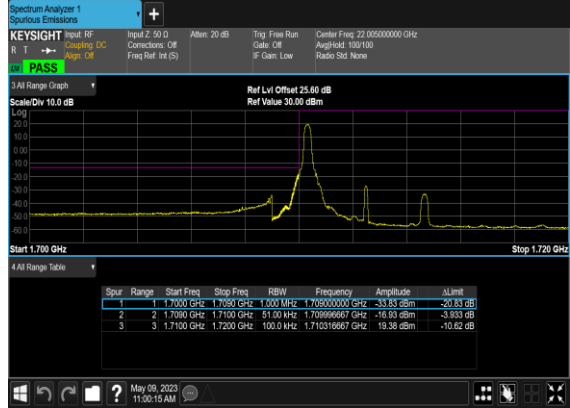 Spectrum Analyzer 1
Spurious Emissions
KEYSIGHT Input: RF Input Z: 50 Ω Atten: 20 dB Trig: Free Run Center Freq: 22.005000000 GHz
R T Coupling: DC Corrections: Off Gate: Off Avg|Hold: 100/100
Align: Off Freq Ref: Int (S) IF Gain: Low Radio Std: None
PASS
3 All Range Graph Ref Lvl Offset 25.60 dB
Scale/Div 10.0 dB Ref Value 30.00 dBm
Log
20.0
10.0
0.00
-10.0
-20.0
-30.0
-40.0
-50.0
-60.0
Start 1.700 GHz Stop 1.720 GHz
4 All Range Table
Spur Range Start Freq Stop Freq RBW Frequency Amplitude ΔLimit
1 1 1.7000 GHz 1.7090 GHz 1.000 MHz 1.709000000 GHz -33.83 dBm -20.83 dB
2 2 1.7090 GHz 1.7100 GHz 51.00 kHz 1.709996667 GHz -16.93 dBm -3.933 dB
3 3 1.7100 GHz 1.7200 GHz 100.0 kHz 1.710316667 GHz 19.38 dBm -10.62 dB
? May 09, 2023
11:00:15 AM